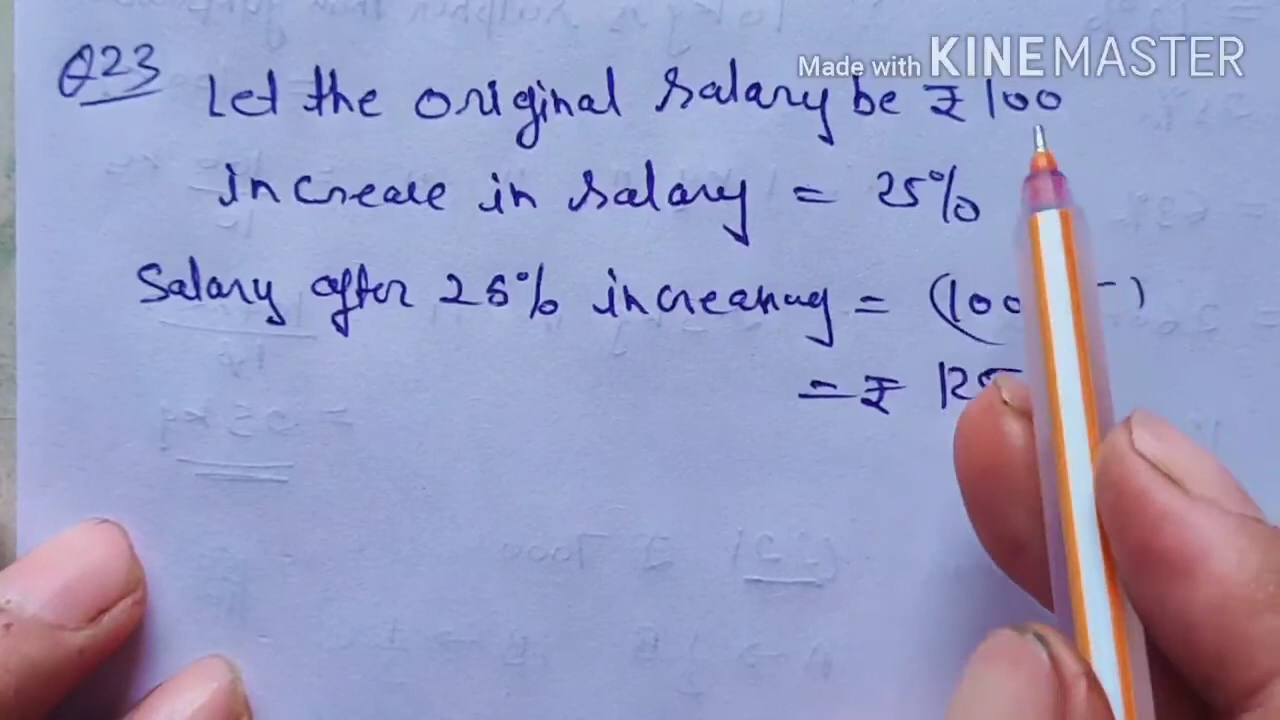 Made with KINEMASTER
Q23 Let the original salary be ₹ 100
increase in salary = 25%
Salary after 25% increasing = (100 )
= ₹ 125